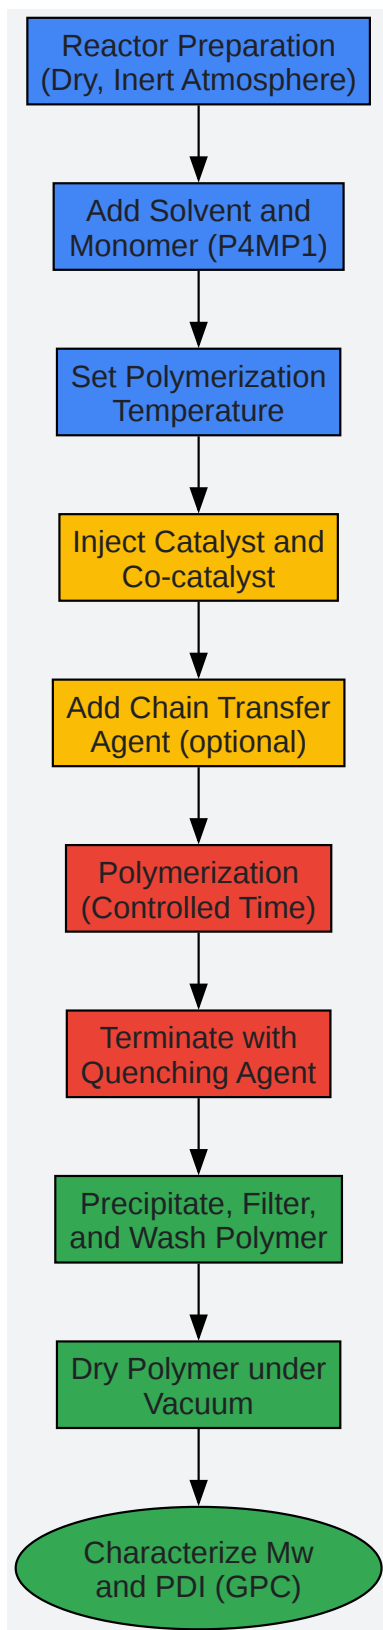 Reactor Preparation
(Dry, Inert Atmosphere)
Add Solvent and
Monomer (P4MP1)
Set Polymerization
Temperature
Inject Catalyst and
Co-catalyst
Add Chain Transfer
Agent (optional)
Polymerization
(Controlled Time)
Terminate with
Quenching Agent
Precipitate, Filter,
and Wash Polymer
Dry Polymer under
Vacuum
Characterize Mw
and PDI (GPC)